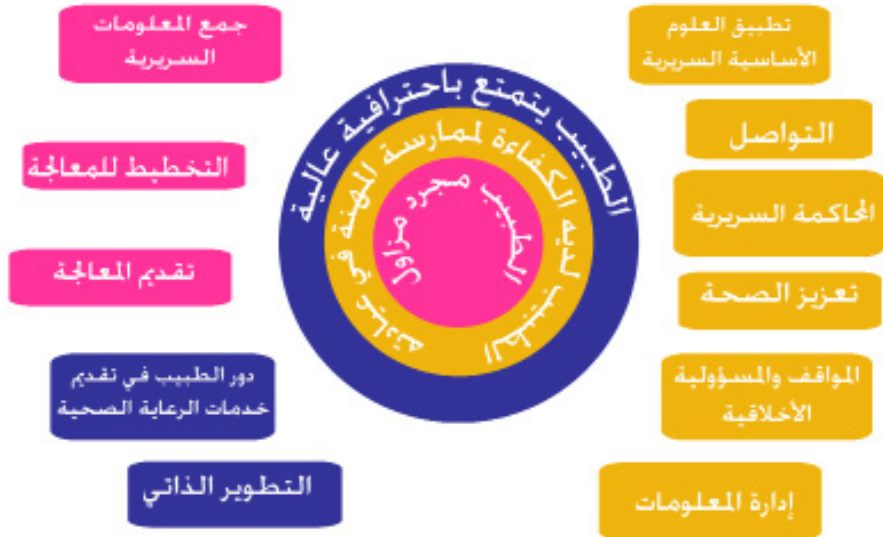 تطبيق العلوم
الأساسية السريرية
التواصل
المحاكمة السريرية
تعزيز الصحة
المواقف والمسؤولية
الأخلاقية
إدارة المعلومات
الطبيب يتمتع باحترافية عالية
الطبيب لديه الكفاءة لممارسة المهنة في عيادته
الطبيب مجرد مزاول
جمع المعلومات
السريرية
التخطيط للمعالجة
تقديم المعالجة
دور الطبيب في تقديم
خدمات الرعاية الصحية
التطوير الذاتي